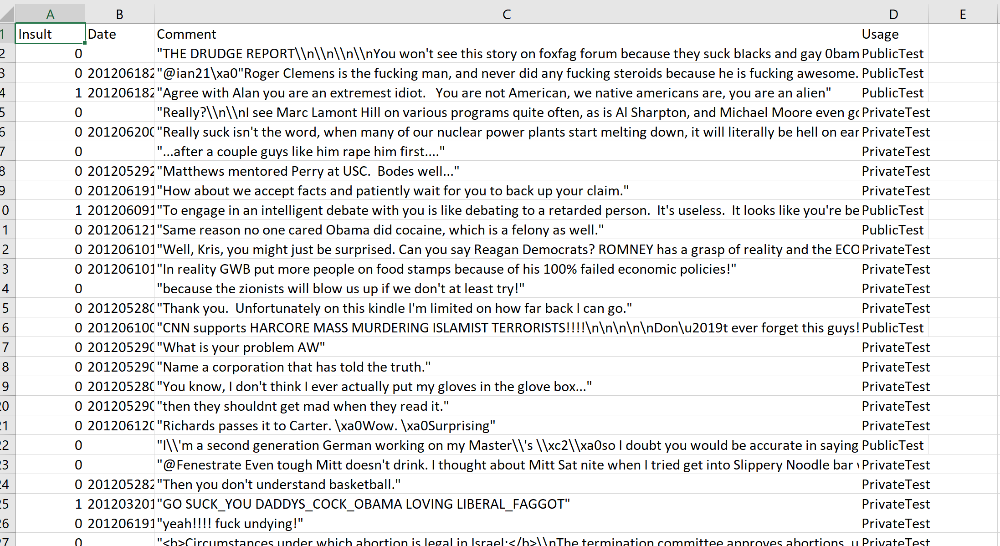 A B C D E
1 Insult Date Comment Usage
2 0 "THE DRUDGE REPORT\\n\\n\\n\\nYou won't see this story on foxfag forum because they suck blacks and gay 0bam PublicTest
3 0 201206182 "@ian21\xa0"Roger Clemens is the fucking man, and never did any fucking steroids because he is fucking awesome. PublicTest
4 1 201206182 "Agree with Alan you are an extremest idiot.   You are not American, we native americans are, you are an alien" PublicTest
5 0 "Really?\\n\\nI see Marc Lamont Hill on various programs quite often, as is Al Sharpton, and Michael Moore even go PrivateTest
6 0 20120620 "Really suck isn't the word, when many of our nuclear power plants start melting down, it will literally be hell on ear PrivateTest
7 0 "...after a couple guys like him rape him first...." PrivateTest
8 0 201205292 "Matthews mentored Perry at USC.  Bodes well..." PrivateTest
9 0 201206191 "How about we accept facts and patiently wait for you to back up your claim." PrivateTest
0 1 201206091 "To engage in an intelligent debate with you is like debating to a retarded person.  It's useless.  It looks like you're be PublicTest
1 0 201206121 "Same reason no one cared Obama did cocaine, which is a felony as well." PublicTest
2 0 201206101 "Well, Kris, you might just be surprised. Can you say Reagan Democrats? ROMNEY has a grasp of reality and the ECO PrivateTest
3 0 201206101 "In reality GWB put more people on food stamps because of his 100% failed economic policies!" PrivateTest
4 0 "because the zionists will blow us up if we don't at least try!" PrivateTest
5 0 201205280 "Thank you.  Unfortunately on this kindle I'm limited on how far back I can go." PrivateTest
6 0 201206100 "CNN supports HARCORE MASS MURDERING ISLAMIST TERRORISTS!!!!\n\n\n\n\nDon\u2019t ever forget this guys! PublicTest
7 0 201205290 "What is your problem AW" PrivateTest
8 0 201205290 "Name a corporation that has told the truth." PrivateTest
9 0 201205280 "You know, I don't think I ever actually put my gloves in the glove box..." PrivateTest
20 0 201205290 "then they shouldnt get mad when they read it." PrivateTest
21 0 201206120 "Richards passes it to Carter. \xa0Wow. \xa0Surprising" PrivateTest
22 0 "I\\'m a second generation German working on my Master\\'s \\xc2\\xa0so I doubt you would be accurate in saying PublicTest
23 0 "@Fenestrate Even tough Mitt doesn't drink. I thought about Mitt Sat nite when I tried get into Slippery Noodle bar PrivateTest
24 0 201205282 "Then you don't understand basketball." PrivateTest
25 1 201203201 "GO SUCK_YOU DADDYS_COCK_OBAMA LOVING LIBERAL_FAGGOT" PrivateTest
26 0 201206191 "yeah!!!! fuck undying!" PrivateTest
27 0 "<b>Circumstances under which abortion is legal in Israel:</b>\\nThe termination committee approves abortions, u PrivateTest